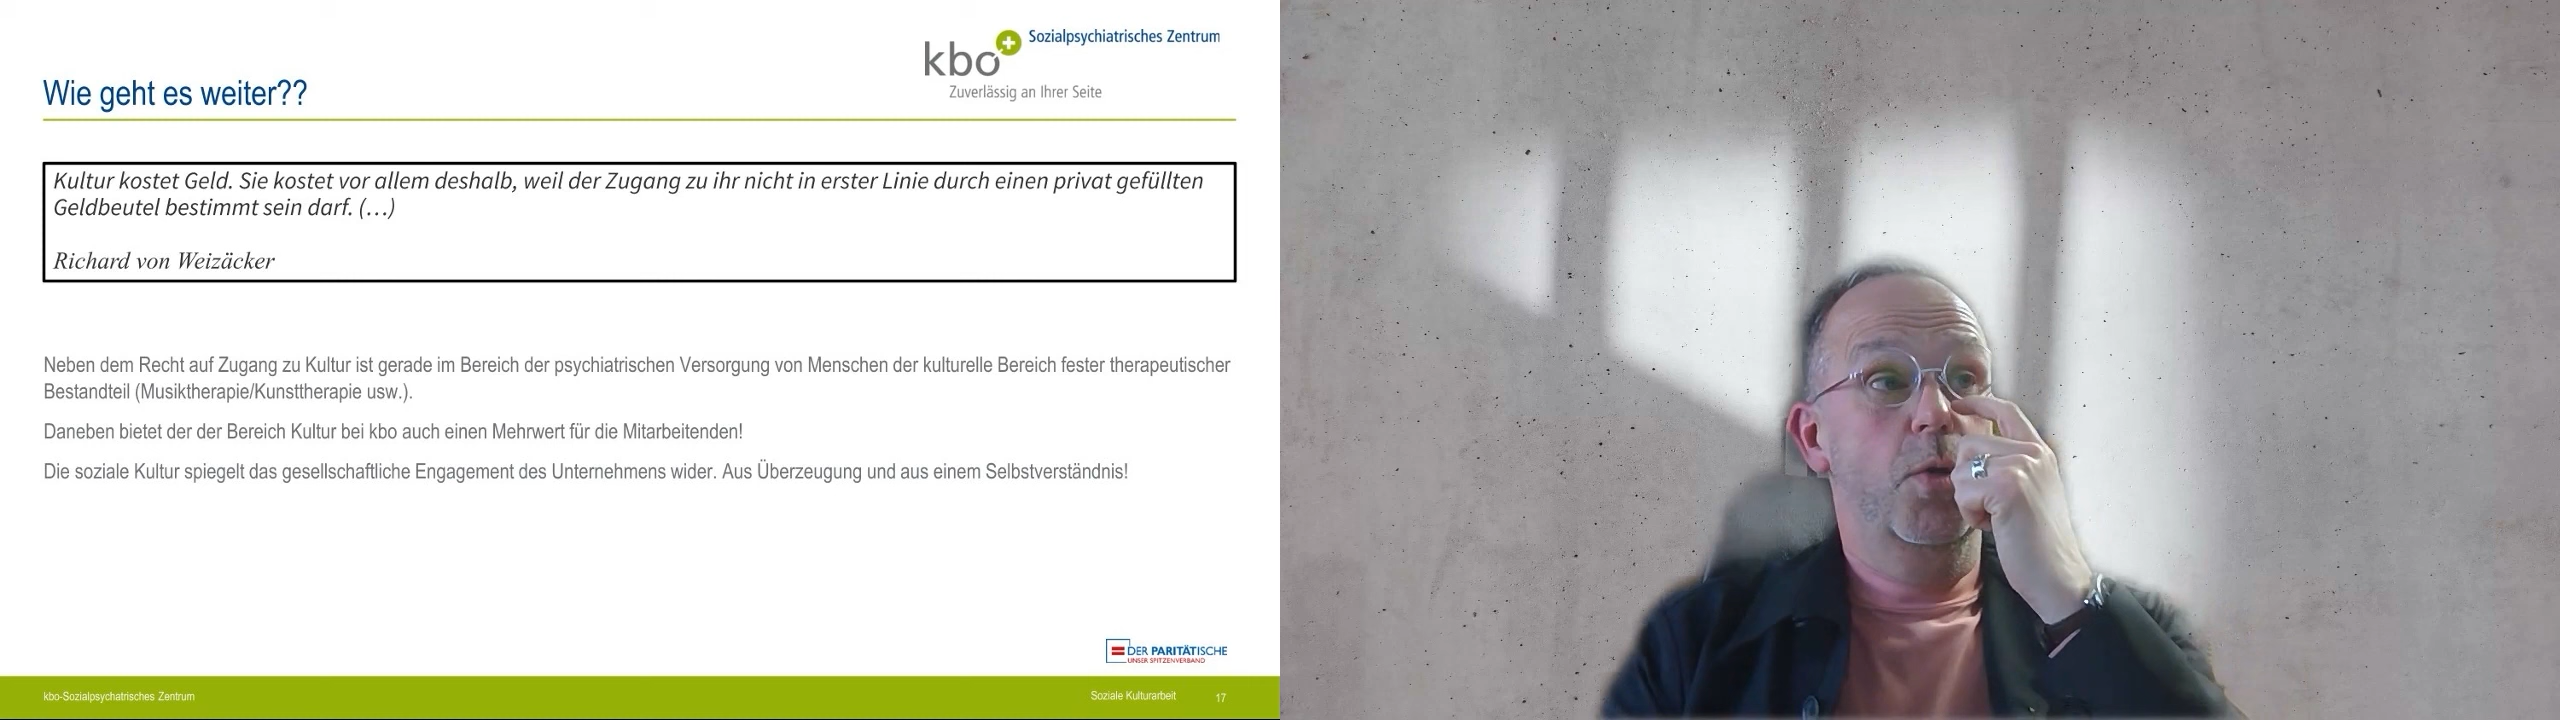 kbo Sozialpsychiatrisches Zentrum
Zuverlässig an Ihrer Seite
Wie geht es weiter??
Kultur kostet Geld. Sie kostet vor allem deshalb, weil der Zugang zu ihr nicht in erster Linie durch einen privat gefüllten
Geldbeutel bestimmt sein darf. (…)
Richard von Weizäcker
Neben dem Recht auf Zugang zu Kultur ist gerade im Bereich der psychiatrischen Versorgung von Menschen der kulturelle Bereich fester therapeutischer
Bestandteil (Musiktherapie/Kunsttherapie usw.).
Daneben bietet der der Bereich Kultur bei kbo auch einen Mehrwert für die Mitarbeitenden!
Die soziale Kultur spiegelt das gesellschaftliche Engagement des Unternehmens wider. Aus Überzeugung und aus einem Selbstverständnis!
DER PARITÄTISCHE
UNSER SPITZENVERBAND
kbo-Sozialpsychatrisches Zentrum
Soziale Kulturarbeit
17